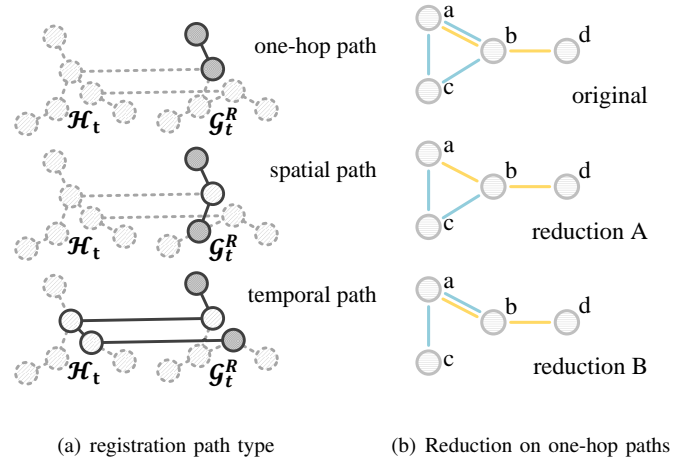 one-hop path
𝓗ₜ
𝓖ₜᴿ
spatial path
𝓗ₜ
𝓖ₜᴿ
temporal path
𝓗ₜ
𝓖ₜᴿ
(a) registration path type
a
b
d
c
original
a
b
d
c
reduction A
a
b
d
c
reduction B
(b) Reduction on one-hop paths